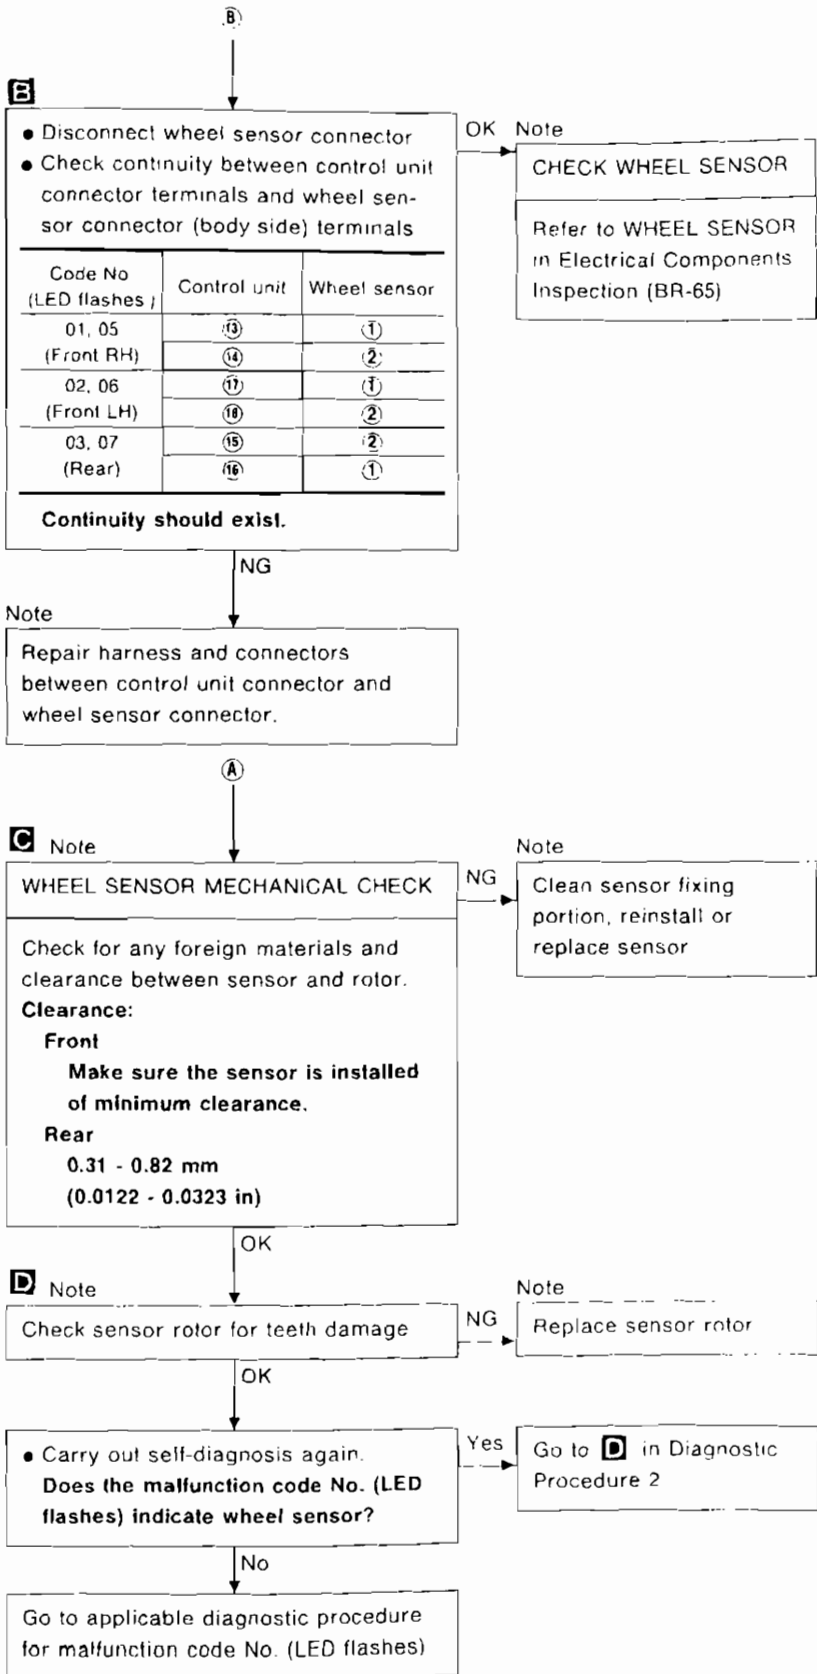 B
B
● Disconnect wheel sensor connector
● Check continuity between control unit
connector terminals and wheel sen-
sor connector (body side) terminals
Code No
(LED flashes)
Control unit
Wheel sensor
01, 05
(Front RH)
13
1
14
2
02, 06
(Front LH)
17
1
18
2
03, 07
(Rear)
15
2
16
1
Continuity should exist.
OK
Note
CHECK WHEEL SENSOR
Refer to WHEEL SENSOR
in Electrical Components
Inspection (BR-65)
NG
Note
Repair harness and connectors
between control unit connector and
wheel sensor connector.
A
C Note
WHEEL SENSOR MECHANICAL CHECK
Check for any foreign materials and
clearance between sensor and rotor.
Clearance:
Front
Make sure the sensor is installed
of minimum clearance.
Rear
0.31 - 0.82 mm
(0.0122 - 0.0323 in)
NG
Note
Clean sensor fixing
portion, reinstall or
replace sensor
OK
D Note
Check sensor rotor for teeth damage
NG
Note
Replace sensor rotor
OK
● Carry out self-diagnosis again.
Does the malfunction code No. (LED
flashes) indicate wheel sensor?
Yes
Go to D in Diagnostic
Procedure 2
No
Go to applicable diagnostic procedure
for malfunction code No. (LED flashes)